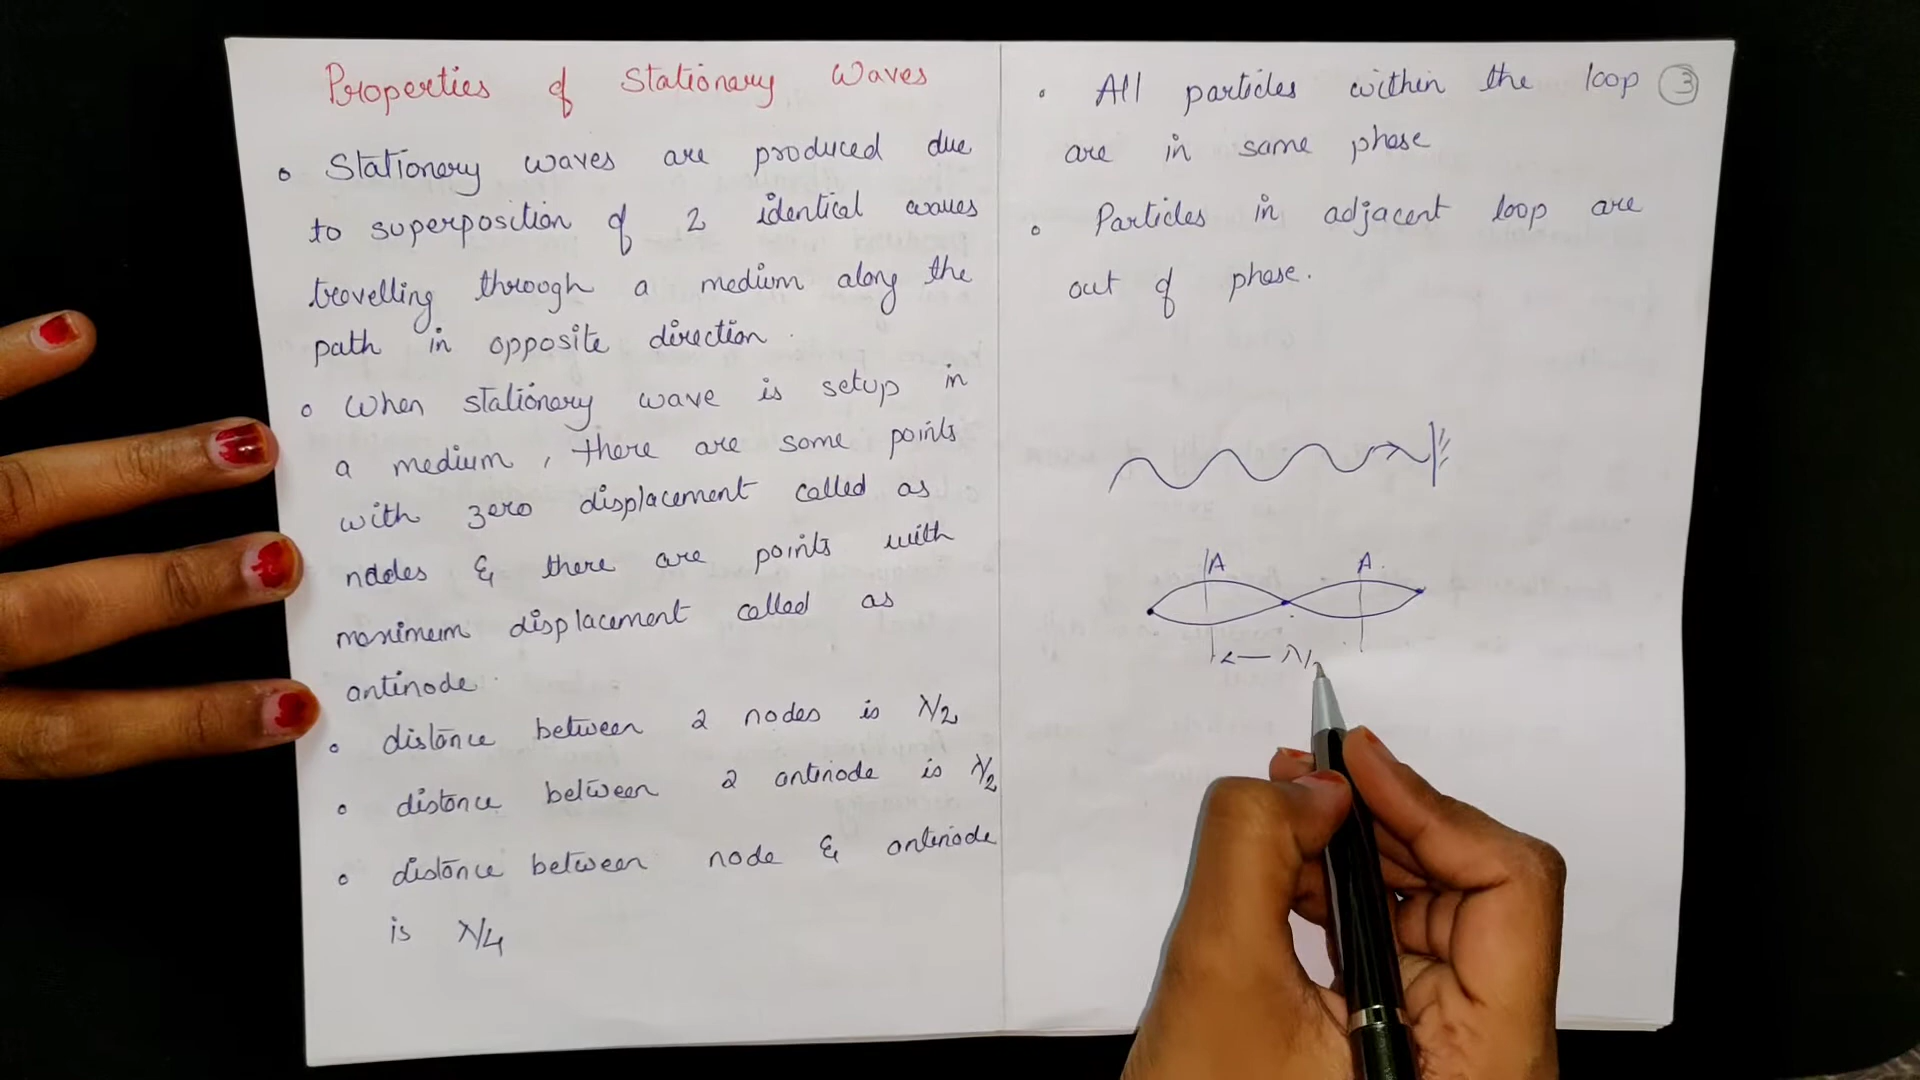 Properties of Stationary Waves
Stationary waves are produced due
to superposition of 2 identical waves
travelling through a medium along the
path in opposite direction.
When stationary wave is setup in
a medium, there are some points
with zero displacement called as
nodes & there are points with
maximum displacement called as
antinode.
distance between 2 nodes is λ/2
distance between 2 antinode is λ/2
distance between node & antinode
is λ/4
All particles within the loop 3
are in same phase
Particles in adjacent loop are
out of phase.
A A
λ/